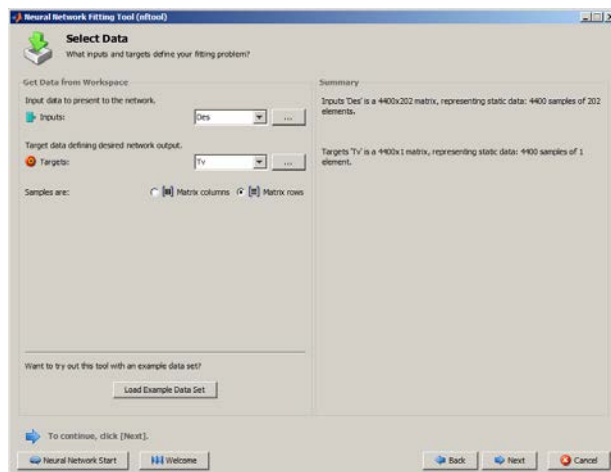 Neural Network Fitting Tool (nftool)
Select Data
What inputs and targets define your fitting problem?
Get Data from Workspace
Input data to present to the network.
Inputs: Des ...
Target data defining desired network output.
Targets: Tv ...
Samples are: Matrix columns Matrix rows
Want to try out this tool with an example data set?
Load Example Data Set
Summary
Inputs 'Des' is a 4400x202 matrix, representing static data: 4400 samples of 202
elements.
Targets 'Tv' is a 4400x1 matrix, representing static data: 4400 samples of 1
element.
To continue, click [Next].
Neural Network Start Welcome Back Next Cancel